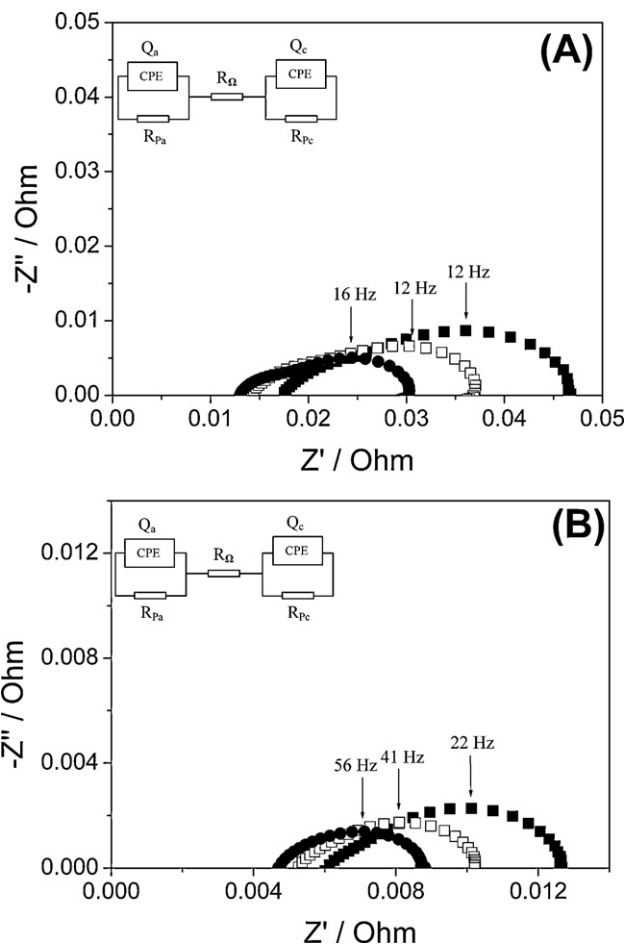 (A)
0.05
0.04
0.03
0.02
0.01
0.00
-Z" / Ohm
Qa
CPE
RPa
RΩ
Qc
CPE
RPc
16 Hz
12 Hz
12 Hz
0.00 0.01 0.02 0.03 0.04 0.05
Z' / Ohm
(B)
0.012
0.008
0.004
0.000
-Z" / Ohm
Qa
CPE
RPa
RΩ
Qc
CPE
RPc
56 Hz
41 Hz
22 Hz
0.000 0.004 0.008 0.012
Z' / Ohm